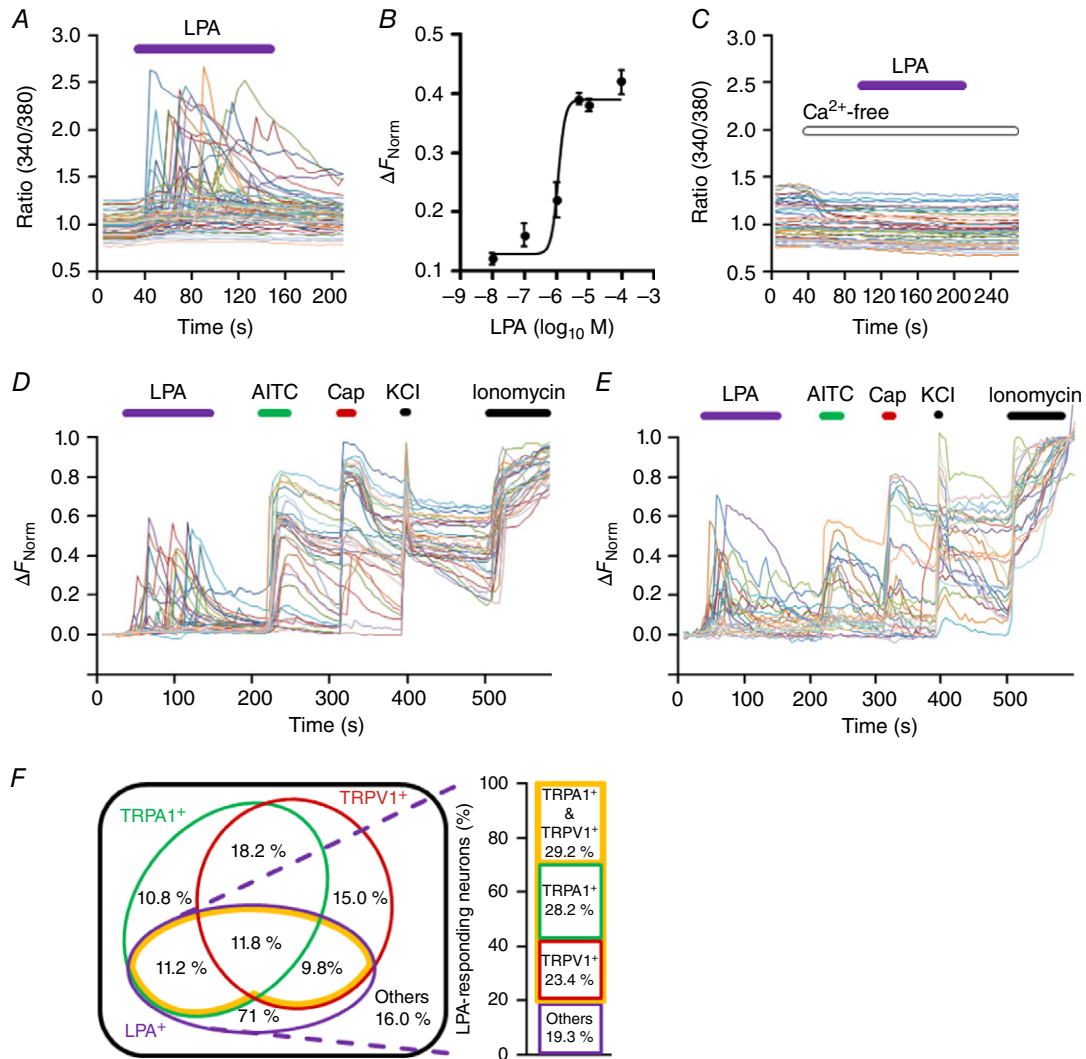 A
LPA
Ratio (340/380)
3.0
2.5
2.0
1.5
1.0
0.5
0 40 80 120 160 200
Time (s)
B
ΔF Norm
0.5
0.4
0.3
0.2
0.1
–9 –8 –7 –6 –5 –4 –3
LPA (log10 M)
C
LPA
Ca2+-free
Ratio (340/380)
3.0
2.5
2.0
1.5
1.0
0.5
0 40 80 120 160 200 240
Time (s)
D
LPA AITC Cap KCl Ionomycin
ΔF Norm
1.0
0.8
0.6
0.4
0.2
0.0
0 100 200 300 400 500
Time (s)
E
LPA AITC Cap KCl Ionomycin
ΔF Norm
1.0
0.8
0.6
0.4
0.2
0.0
0 100 200 300 400 500
Time (s)
F
TRPA1+
TRPV1+
18.2 %
10.8 %
15.0 %
11.8 %
11.2 %
9.8%
71 %
Others
16.0 %
LPA+
LPA-responding neurons (%)
100
80
60
40
20
0
TRPA1+
&
TRPV1+
29.2 %
TRPA1+
28.2 %
TRPV1+
23.4 %
Others
19.3 %